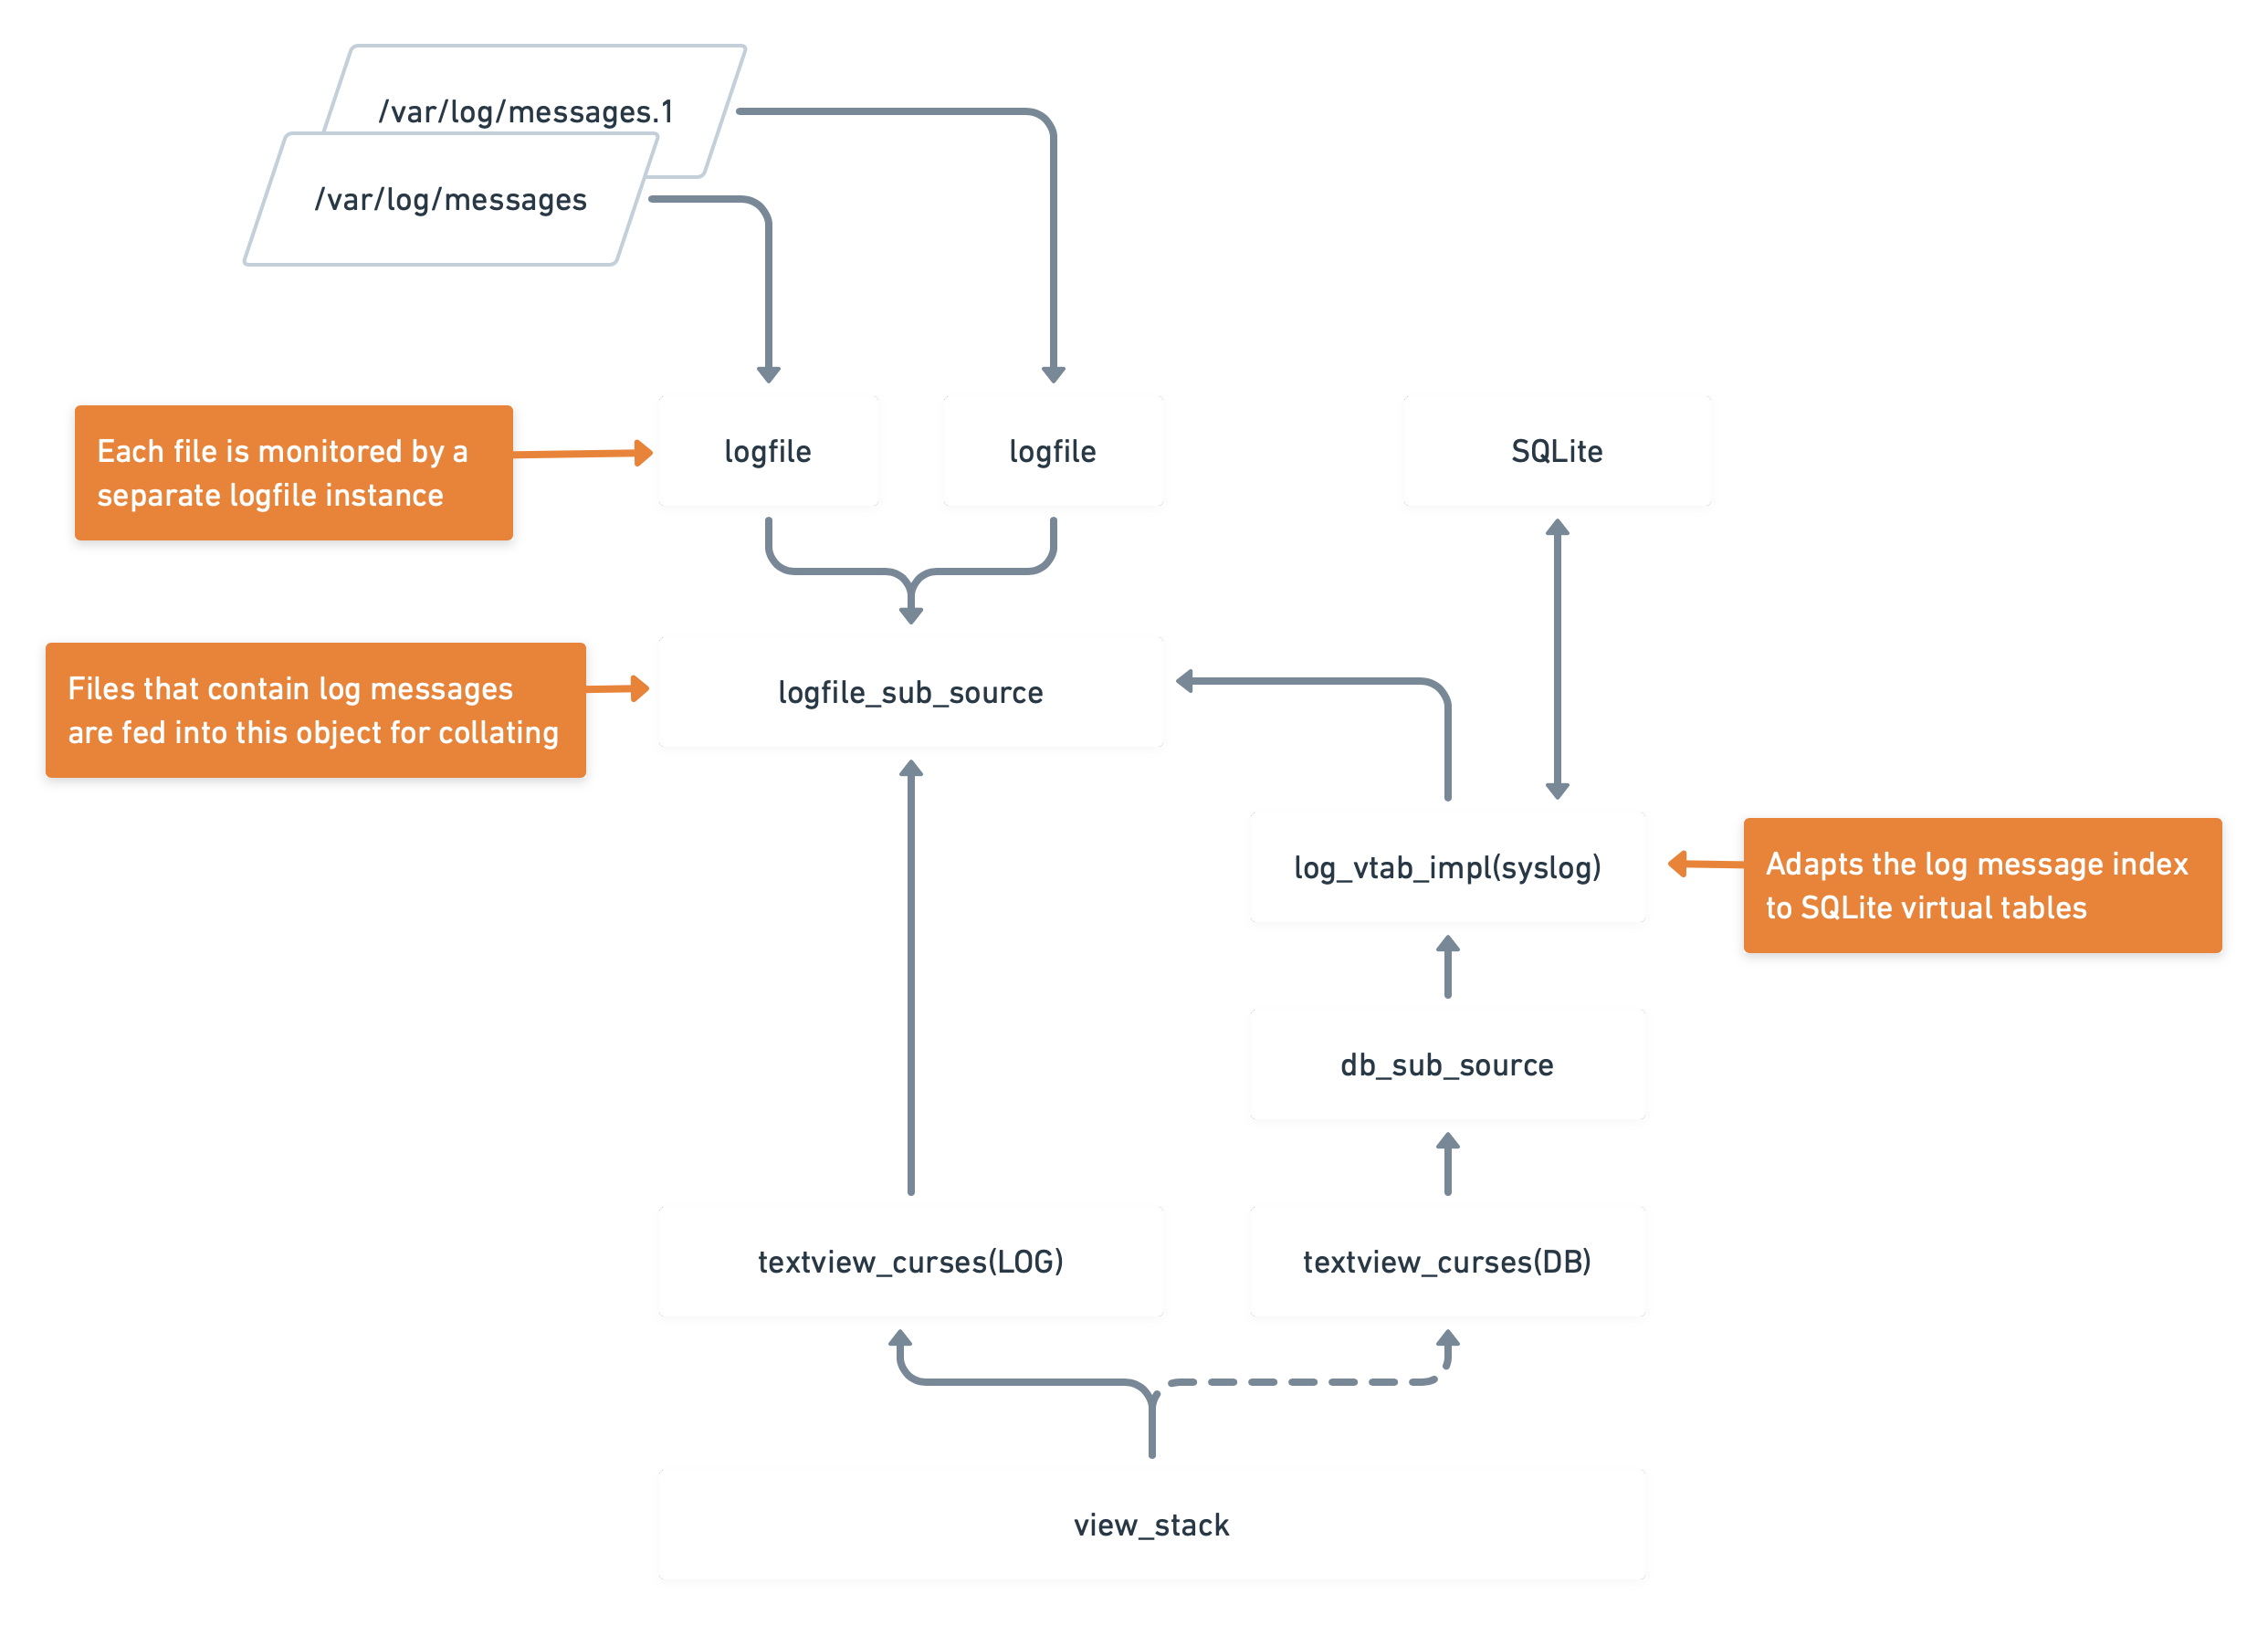 /var/log/messages.1
/var/log/messages
Each file is monitored by a
separate logfile instance
logfile
logfile
SQLite
Files that contain log messages
are fed into this object for collating
logfile_sub_source
log_vtab_impl(syslog)
Adapts the log message index
to SQLite virtual tables
db_sub_source
textview_curses(LOG)
textview_curses(DB)
view_stack